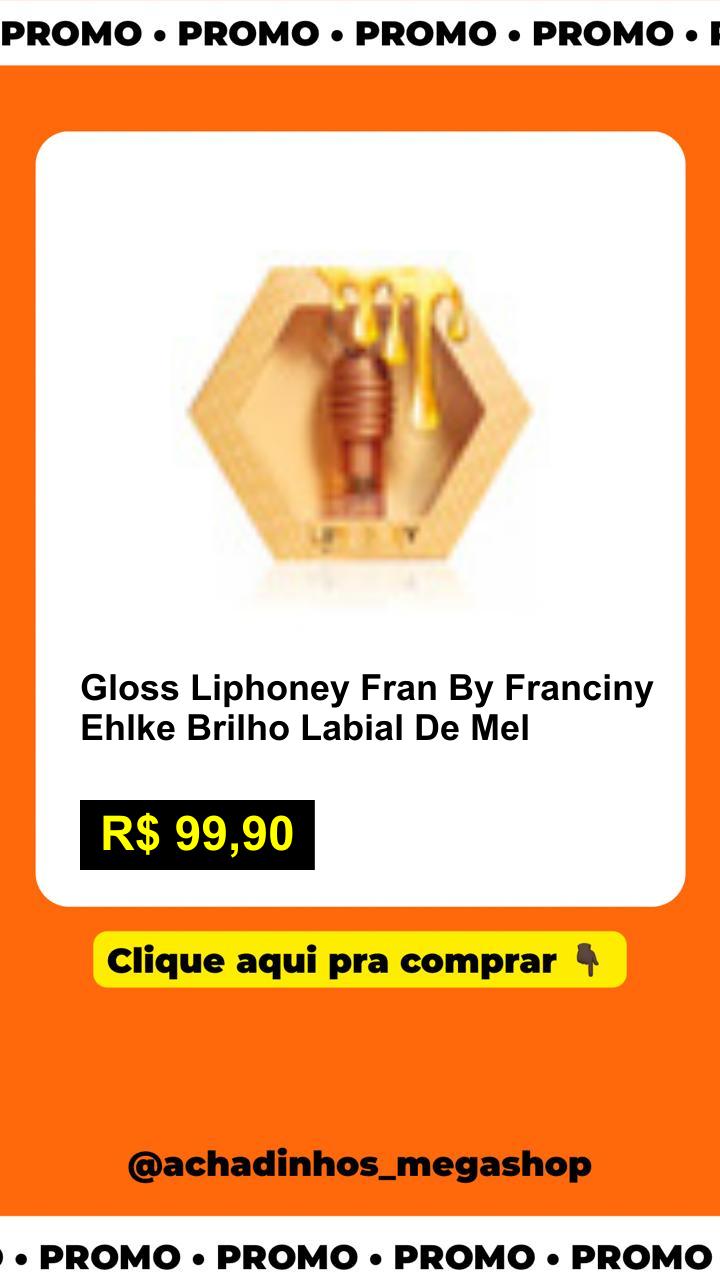 PROMO • PROMO • PROMO • PROMO •
Gloss Liphoney Fran By Franciny
Ehlke Brilho Labial De Mel
R$ 99,90
Clique aqui pra comprar 👇
@achadinhos_megashop
• PROMO • PROMO • PROMO • PROMO